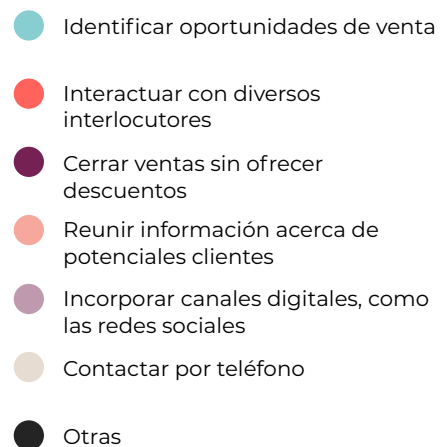 Identificar oportunidades de venta
Interactuar con diversos
interlocutores
Cerrar ventas sin ofrecer
descuentos
Reunir información acerca de
potenciales clientes
Incorporar canales digitales, como
las redes sociales
Contactar por teléfono
Otras